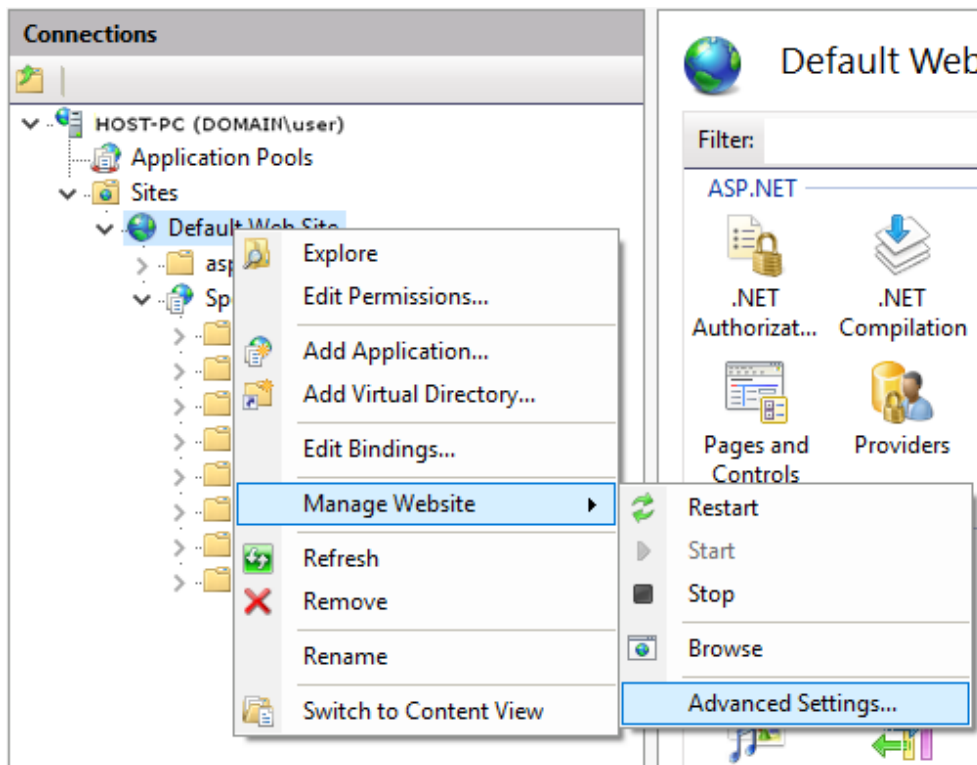 Connections
HOST-PC (DOMAIN\user)
Application Pools
Sites
Default Web Site
Explore
Edit Permissions...
Add Application...
Add Virtual Directory...
Edit Bindings...
Manage Website
Refresh
Remove
Rename
Switch to Content View
Restart
Start
Stop
Browse
Advanced Settings...
Default Web
Filter:
ASP.NET
.NET
Authorizat...
.NET
Compilation
Pages and
Controls
Providers